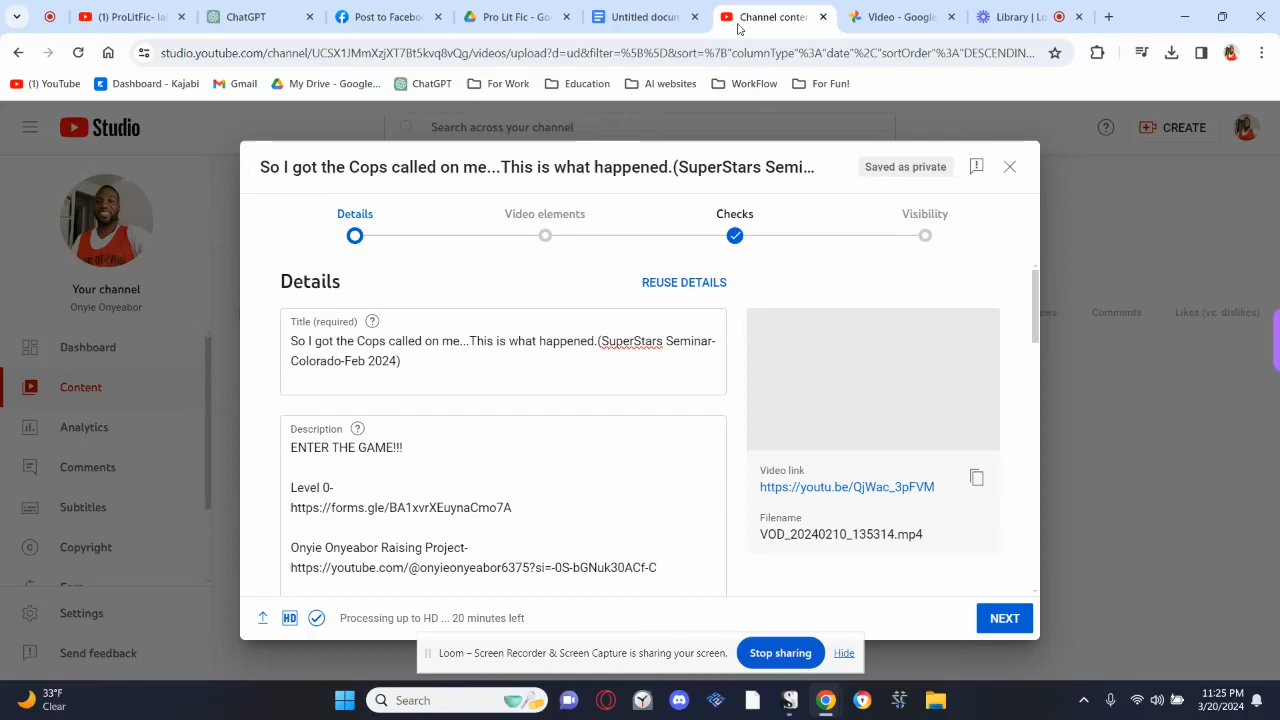 (1) ProLitFic- la
ChatGPT
Post to Facebo
Pro Lit Fic - Go
Untitled docum
Channel conter
Video - Google
Library | Lo
studio.youtube.com/channel/UCSX1JMmXzjXT7Bt5kvq8vQg/videos/upload?d=ud&filter=%5B%5D&sort=%7B"columnType"%3A"date"%2C"sortOrder"%3A"DESCENDIN...
(1) YouTube
Dashboard - Kajabi
Gmail
My Drive - Google...
ChatGPT
For Work
Education
AI websites
WorkFlow
For Fun!
Studio
Search across your channel
CREATE
So I got the Cops called on me...This is what happened.(SuperStars Semi...
Saved as private
Details
Video elements
Checks
Visibility
Your channel
Onyie Onyeabor
Dashboard
Content
Analytics
Comments
Subtitles
Copyright
Settings
Send feedback
Details
REUSE DETAILS
Title (required)
So I got the Cops called on me...This is what happened.(SuperStars Seminar-
Colorado-Feb 2024)
Description
ENTER THE GAME!!!
Level 0-
https://forms.gle/BA1xvrXEuynaCmo7A
Onyie Onyeabor Raising Project-
https://youtube.com/@onyieonyeabor6375?si=-0S-bGNuk30ACf-C
Video link
https://youtu.be/QjWac_3pFVM
Filename
VOD_20240210_135314.mp4
Comments
Likes (vs. dislikes)
HD
Processing up to HD ... 20 minutes left
NEXT
Loom – Screen Recorder & Screen Capture is sharing your screen.
Stop sharing
Hide
33°F
Clear
Search
11:25 PM
3/20/2024